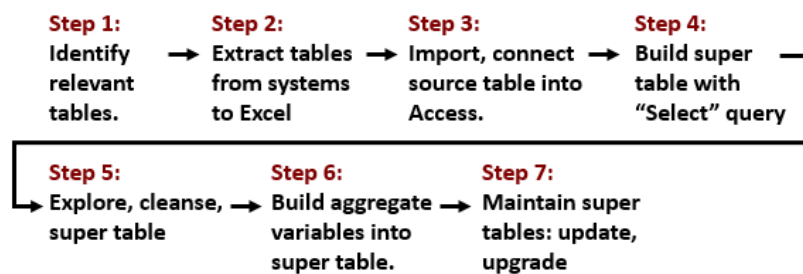 Step 1:
Identify
relevant
tables.
Step 2:
Extract tables
from systems
to Excel
Step 3:
Import, connect
source table into
Access.
Step 4:
Build super
table with
“Select” query
Step 5:
Explore, cleanse,
super table
Step 6:
Build aggregate
variables into
super table.
Step 7:
Maintain super
tables: update,
upgrade